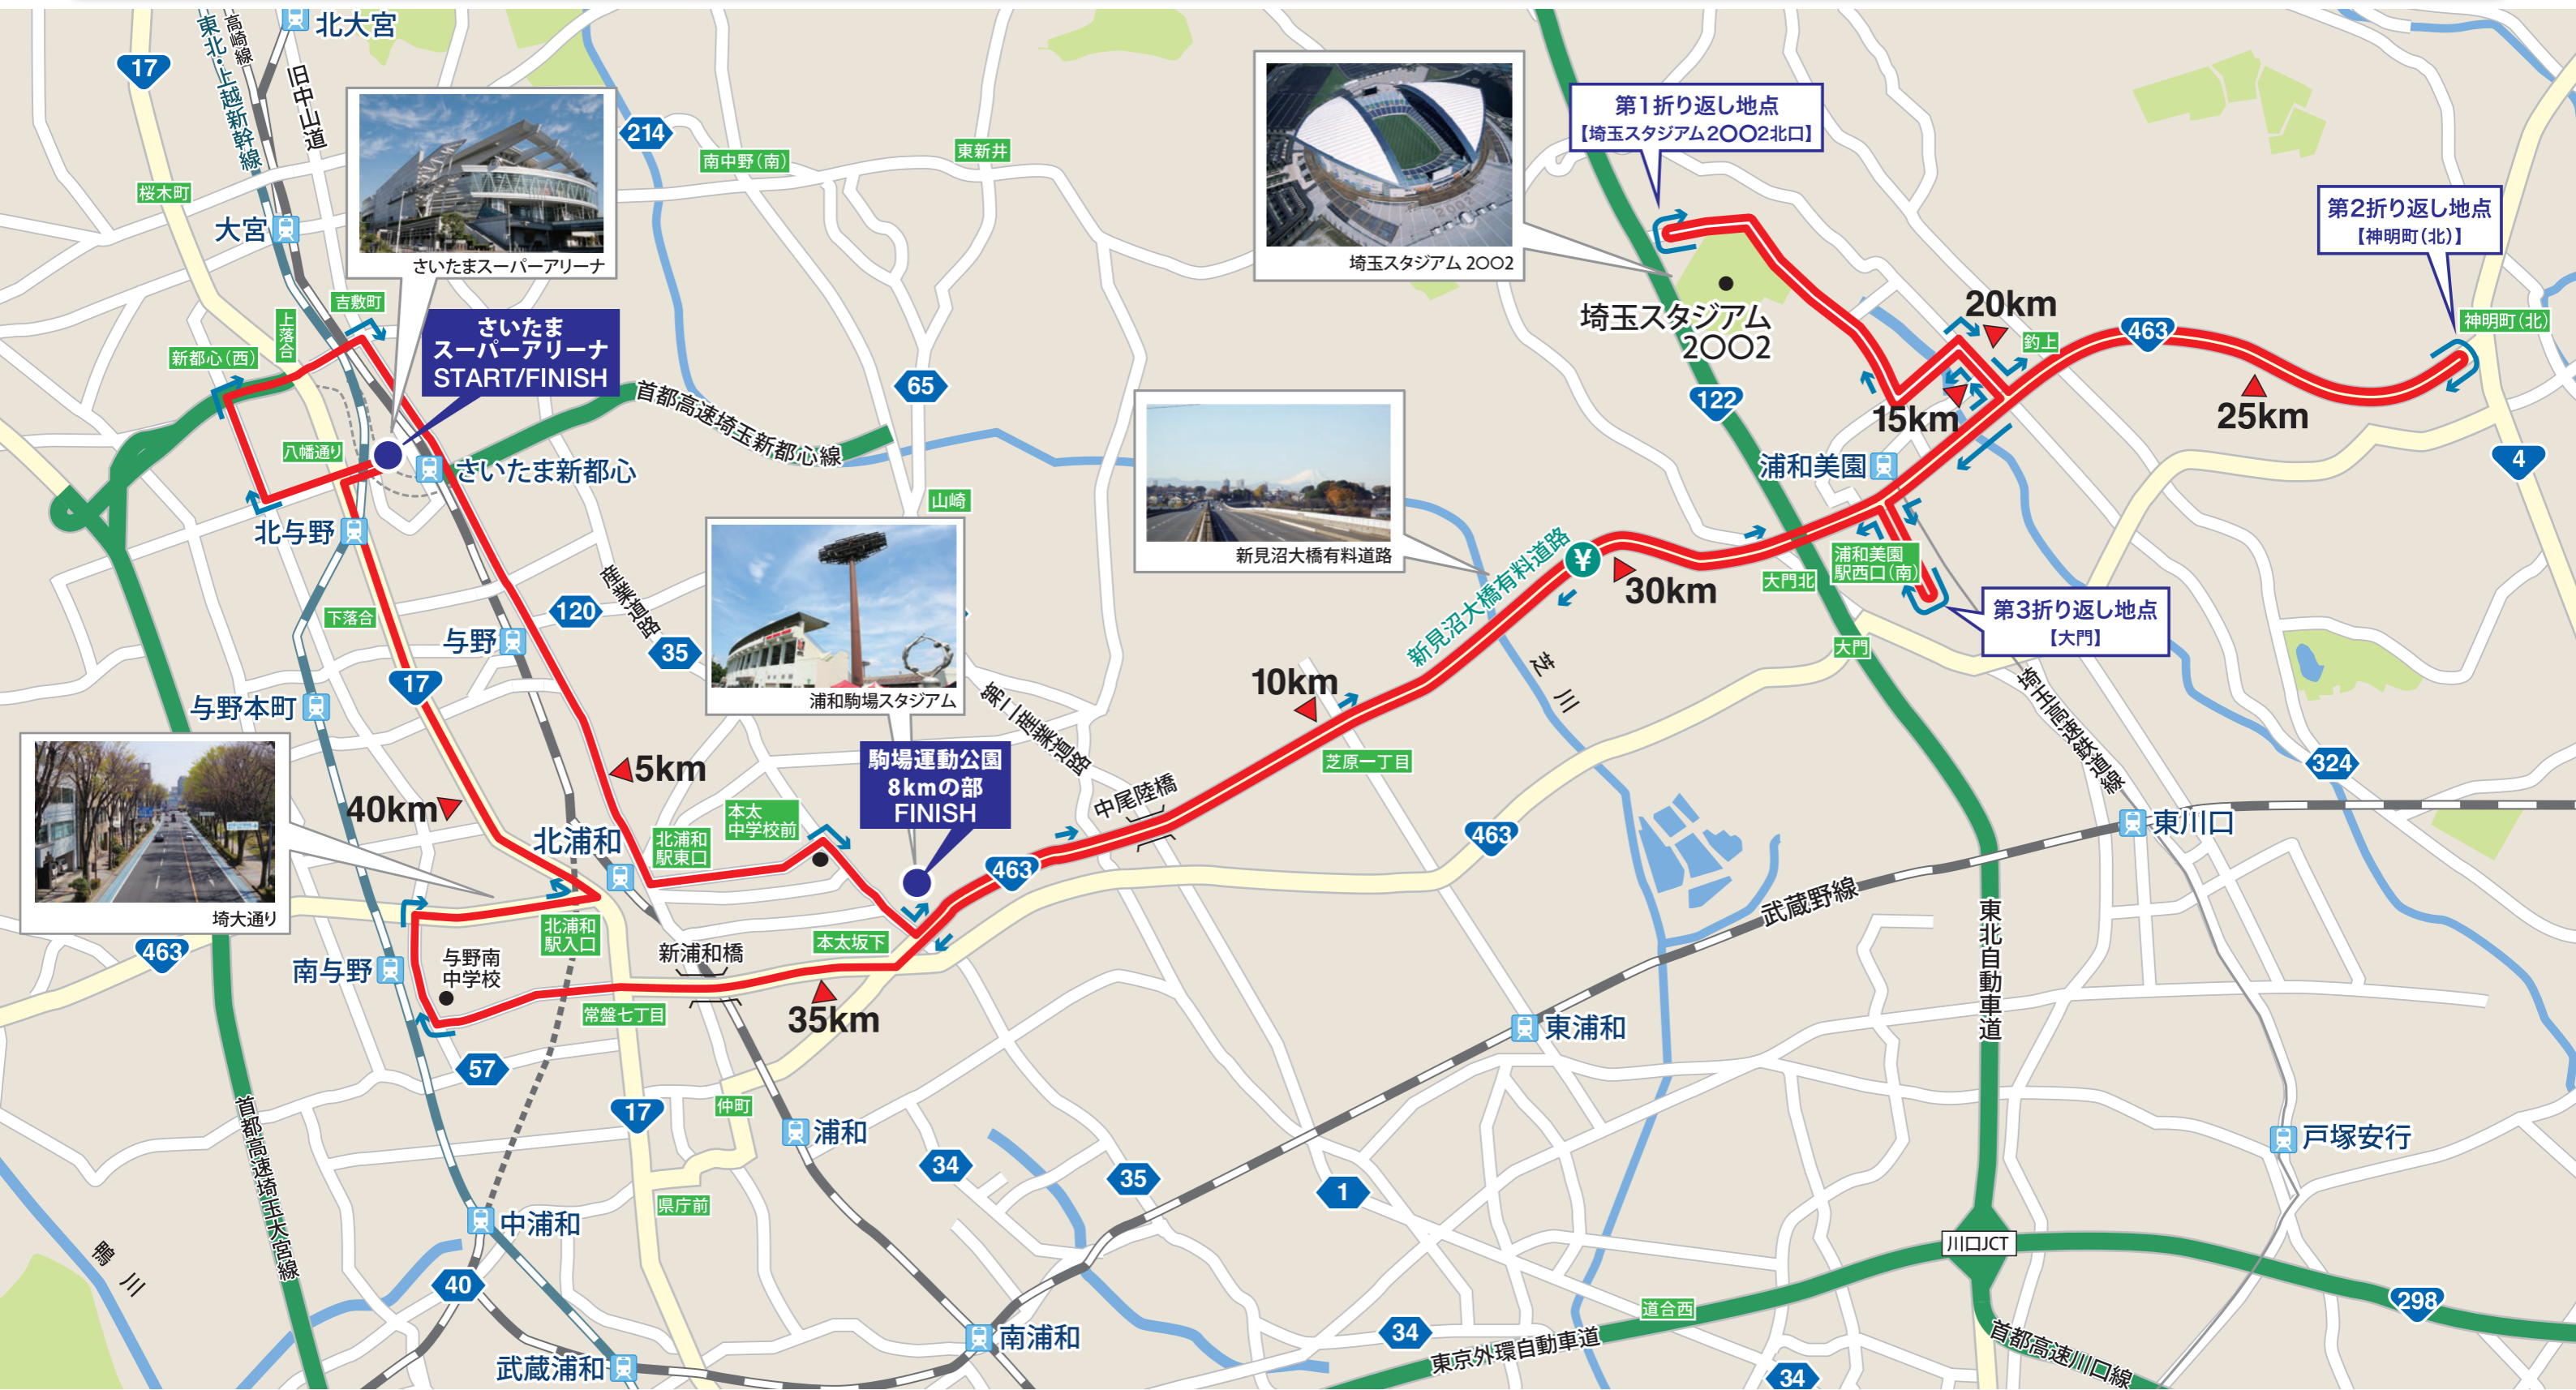 北大宮
東北・上越新幹線
高崎線
旧中山道
17
214
南中野(南)
東新井
桜木町
大宮
さいたまスーパーアリーナ
埼玉スタジアム 2〇〇2
第1折り返し地点
【埼玉スタジアム2〇〇2北口】
第2折り返し地点
【神明町(北)】
吉敷町
上落合
新都心(西)
さいたま
スーパーアリーナ
START/FINISH
首都高速埼玉新都心線
65
八幡通り
さいたま新都心
北与野
山崎
埼玉スタジアム
2〇〇2
122
20km
釣上
463
神明町(北)
15km
25km
浦和美園
4
新見沼大橋有料道路
新見沼大橋有料道路
¥
30km
大門北
浦和美園
駅西口(南)
第3折り返し地点
【大門】
大門
芝川
埼玉高速鉄道線
324
下落合
与野
120
産業道路
35
浦和駒場スタジアム
第二産業道路
10km
芝原一丁目
中尾陸橋
17
与野本町
5km
40km
駒場運動公園
8kmの部
FINISH
本太
中学校前
北浦和
駅東口
北浦和
463
463
埼大通り
463
北浦和
駅入口
本太坂下
新浦和橋
南与野
与野南
中学校
常盤七丁目
35km
57
東川口
武蔵野線
東北自動車道
東浦和
首都高速埼玉大宮線
17
仲町
浦和
34
35
1
県庁前
戸塚安行
中浦和
鴨川
40
川口JCT
298
武蔵浦和
南浦和
34
道合西
東京外環自動車道
首都高速川口線
34